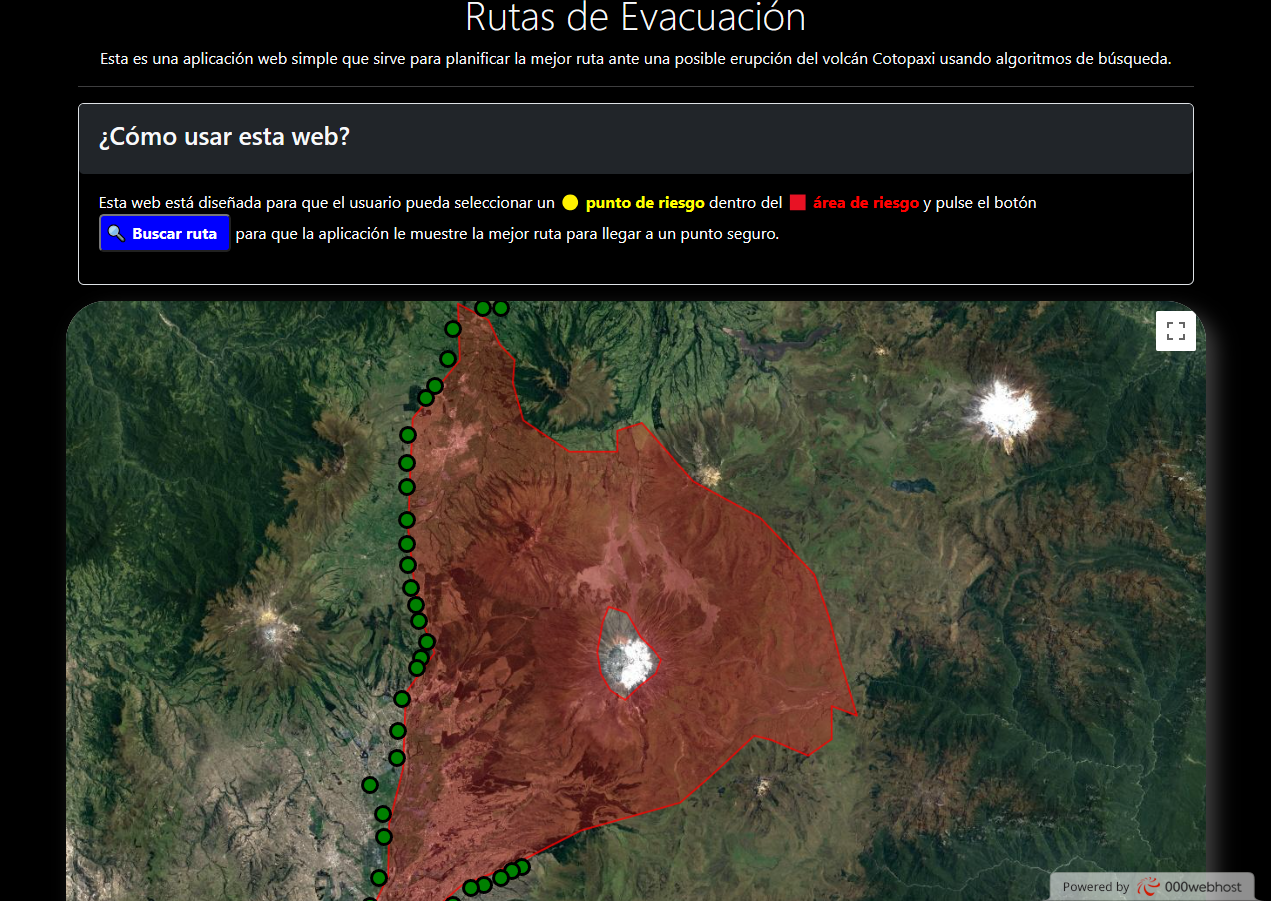 Rutas de Evacuación
Esta es una aplicación web simple que sirve para planificar la mejor ruta ante una posible erupción del volcán Cotopaxi usando algoritmos de búsqueda.
¿Cómo usar esta web?
Esta web está diseñada para que el usuario pueda seleccionar un punto de riesgo dentro del área de riesgo y pulse el botón
Buscar ruta para que la aplicación le muestre la mejor ruta para llegar a un punto seguro.
Powered by 000webhost